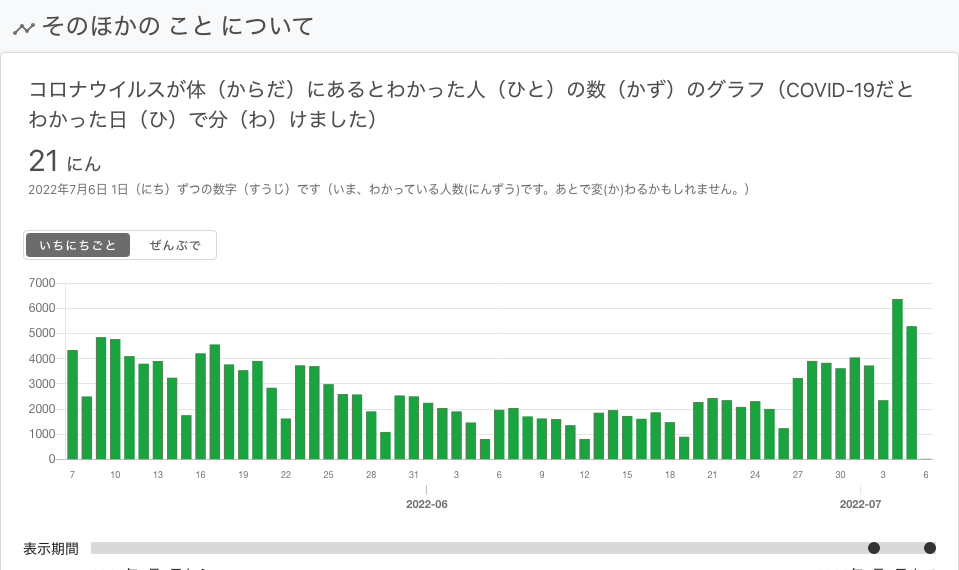 そのほかの こと について
コロナウイルスが体（からだ）にあるとわかった人（ひと）の数（かず）のグラフ（COVID-19だと
わかった日（ひ）で分（わ）けました）
21 にん
2022年7月6日 1日（にち）ずつの数字（すうじ）です（いま、わかっている人数(にんずう)です。あとで変(か)わるかもしれません。）
いちにちごと ぜんぶで
7000
6000
5000
4000
3000
2000
1000
0
7 10 13 16 19 22 25 28 31 3 6 9 12 15 18 21 24 27 30 3 6
2022-06 2022-07
表示期間